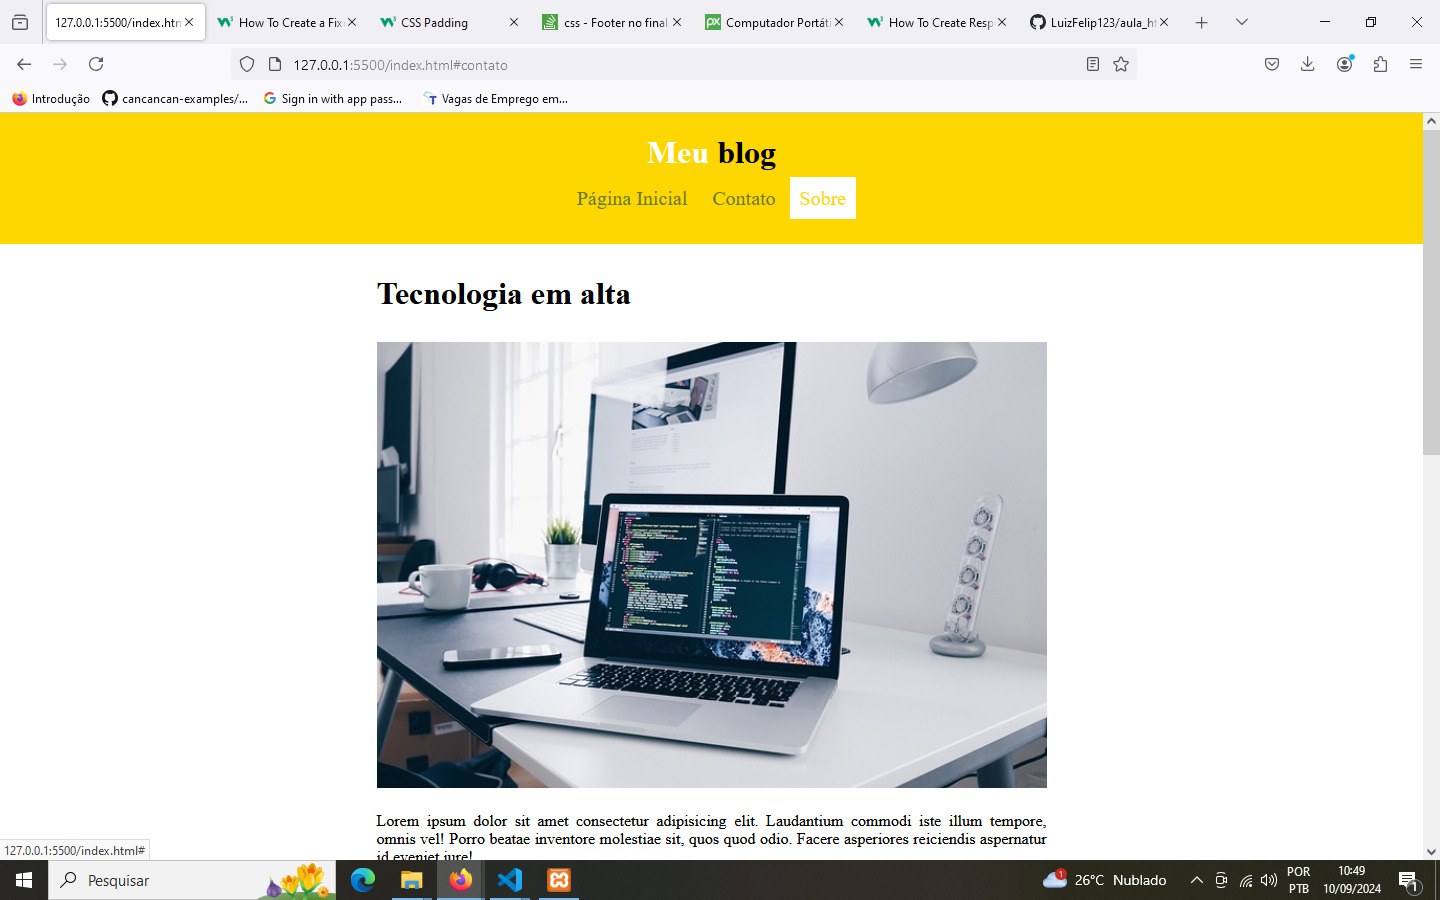 127.0.0.1:5500/index.htn
How To Create a Fix
CSS Padding
css - Footer no final
Computador Portáti
How To Create Resp
LuizFelip123/aula_ht
127.0.0.1:5500/index.html#contato
Introdução
cancancan-examples/...
Sign in with app pass...
Vagas de Emprego em...
Meu blog
Página Inicial Contato Sobre
Tecnologia em alta
Lorem ipsum dolor sit amet consectetur adipisicing elit. Laudantium commodi iste illum tempore,
omnis vel! Porro beatae inventore molestiae sit, quos quod odio. Facere asperiores reiciendis aspernatur
id eveniet iure!
127.0.0.1:5500/index.html#
Pesquisar
1
26°C Nublado
POR
PTB
10:49
10/09/2024
1